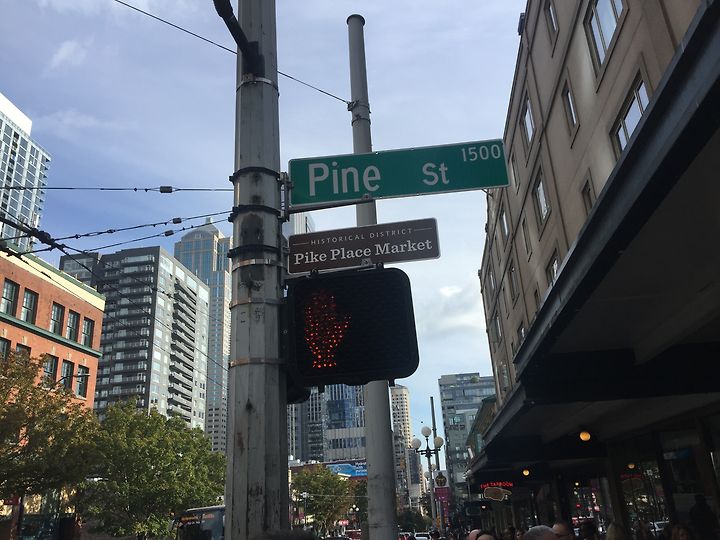 1500
Pine St
HISTORICAL DISTRICT
Pike Place Market